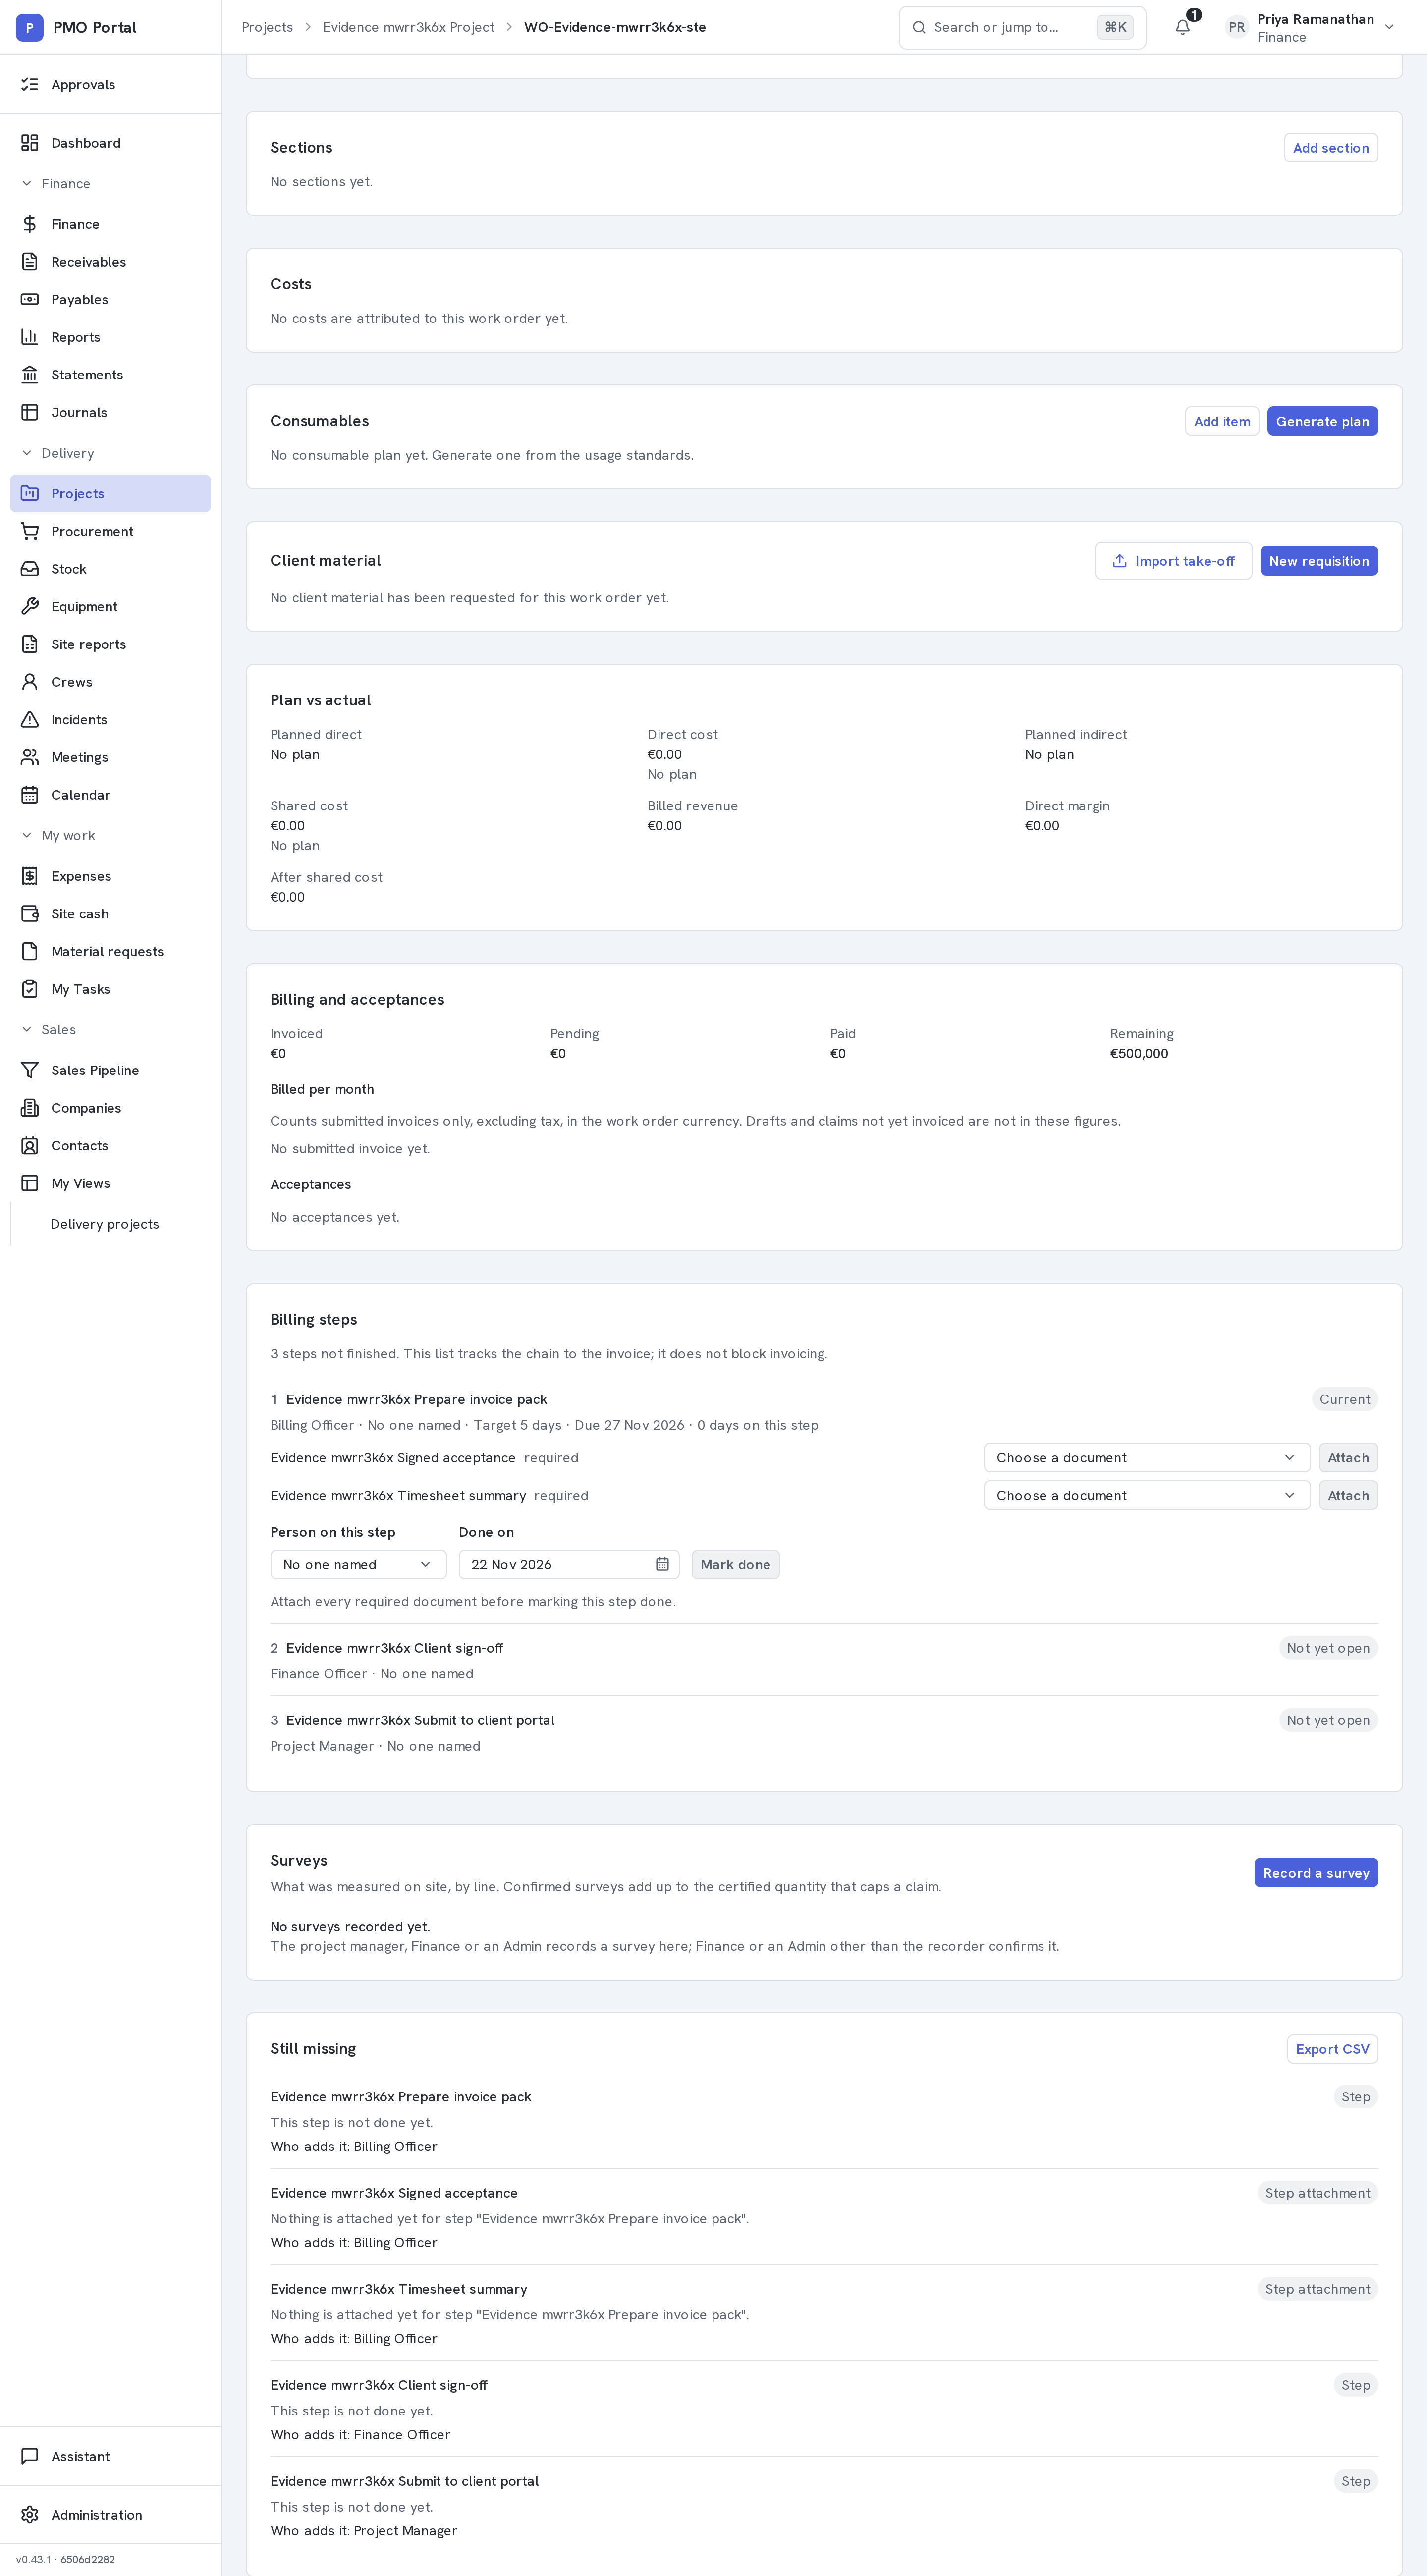 P PMO Portal
Projects > Evidence mwrr3k6x Project > WO-Evidence-mwrr3k6x-ste
Search or jump to... ⌘K
1
PR Priya Ramanathan
Finance
Approvals
Dashboard
Finance
Finance
Receivables
Payables
Reports
Statements
Journals
Delivery
Projects
Procurement
Stock
Equipment
Site reports
Crews
Incidents
Meetings
Calendar
My work
Expenses
Site cash
Material requests
My Tasks
Sales
Sales Pipeline
Companies
Contacts
My Views
Delivery projects
Assistant
Administration
v0.43.1 · 6506d2282
Sections Add section
No sections yet.
Costs
No costs are attributed to this work order yet.
Consumables Add item Generate plan
No consumable plan yet. Generate one from the usage standards.
Client material Import take-off New requisition
No client material has been requested for this work order yet.
Plan vs actual
Planned direct Direct cost Planned indirect
No plan €0.00 No plan
No plan
Shared cost Billed revenue Direct margin
€0.00 €0.00 €0.00
No plan
After shared cost
€0.00
Billing and acceptances
Invoiced Pending Paid Remaining
€0 €0 €0 €500,000
Billed per month
Counts submitted invoices only, excluding tax, in the work order currency. Drafts and claims not yet invoiced are not in these figures.
No submitted invoice yet.
Acceptances
No acceptances yet.
Billing steps
3 steps not finished. This list tracks the chain to the invoice; it does not block invoicing.
1 Evidence mwrr3k6x Prepare invoice pack Current
Billing Officer · No one named · Target 5 days · Due 27 Nov 2026 · 0 days on this step
Evidence mwrr3k6x Signed acceptance required Choose a document Attach
Evidence mwrr3k6x Timesheet summary required Choose a document Attach
Person on this step Done on
No one named 22 Nov 2026 Mark done
Attach every required document before marking this step done.
2 Evidence mwrr3k6x Client sign-off Not yet open
Finance Officer · No one named
3 Evidence mwrr3k6x Submit to client portal Not yet open
Project Manager · No one named
Surveys
What was measured on site, by line. Confirmed surveys add up to the certified quantity that caps a claim. Record a survey
No surveys recorded yet.
The project manager, Finance or an Admin records a survey here; Finance or an Admin other than the recorder confirms it.
Still missing Export CSV
Evidence mwrr3k6x Prepare invoice pack Step
This step is not done yet.
Who adds it: Billing Officer
Evidence mwrr3k6x Signed acceptance Step attachment
Nothing is attached yet for step "Evidence mwrr3k6x Prepare invoice pack".
Who adds it: Billing Officer
Evidence mwrr3k6x Timesheet summary Step attachment
Nothing is attached yet for step "Evidence mwrr3k6x Prepare invoice pack".
Who adds it: Billing Officer
Evidence mwrr3k6x Client sign-off Step
This step is not done yet.
Who adds it: Finance Officer
Evidence mwrr3k6x Submit to client portal Step
This step is not done yet.
Who adds it: Project Manager